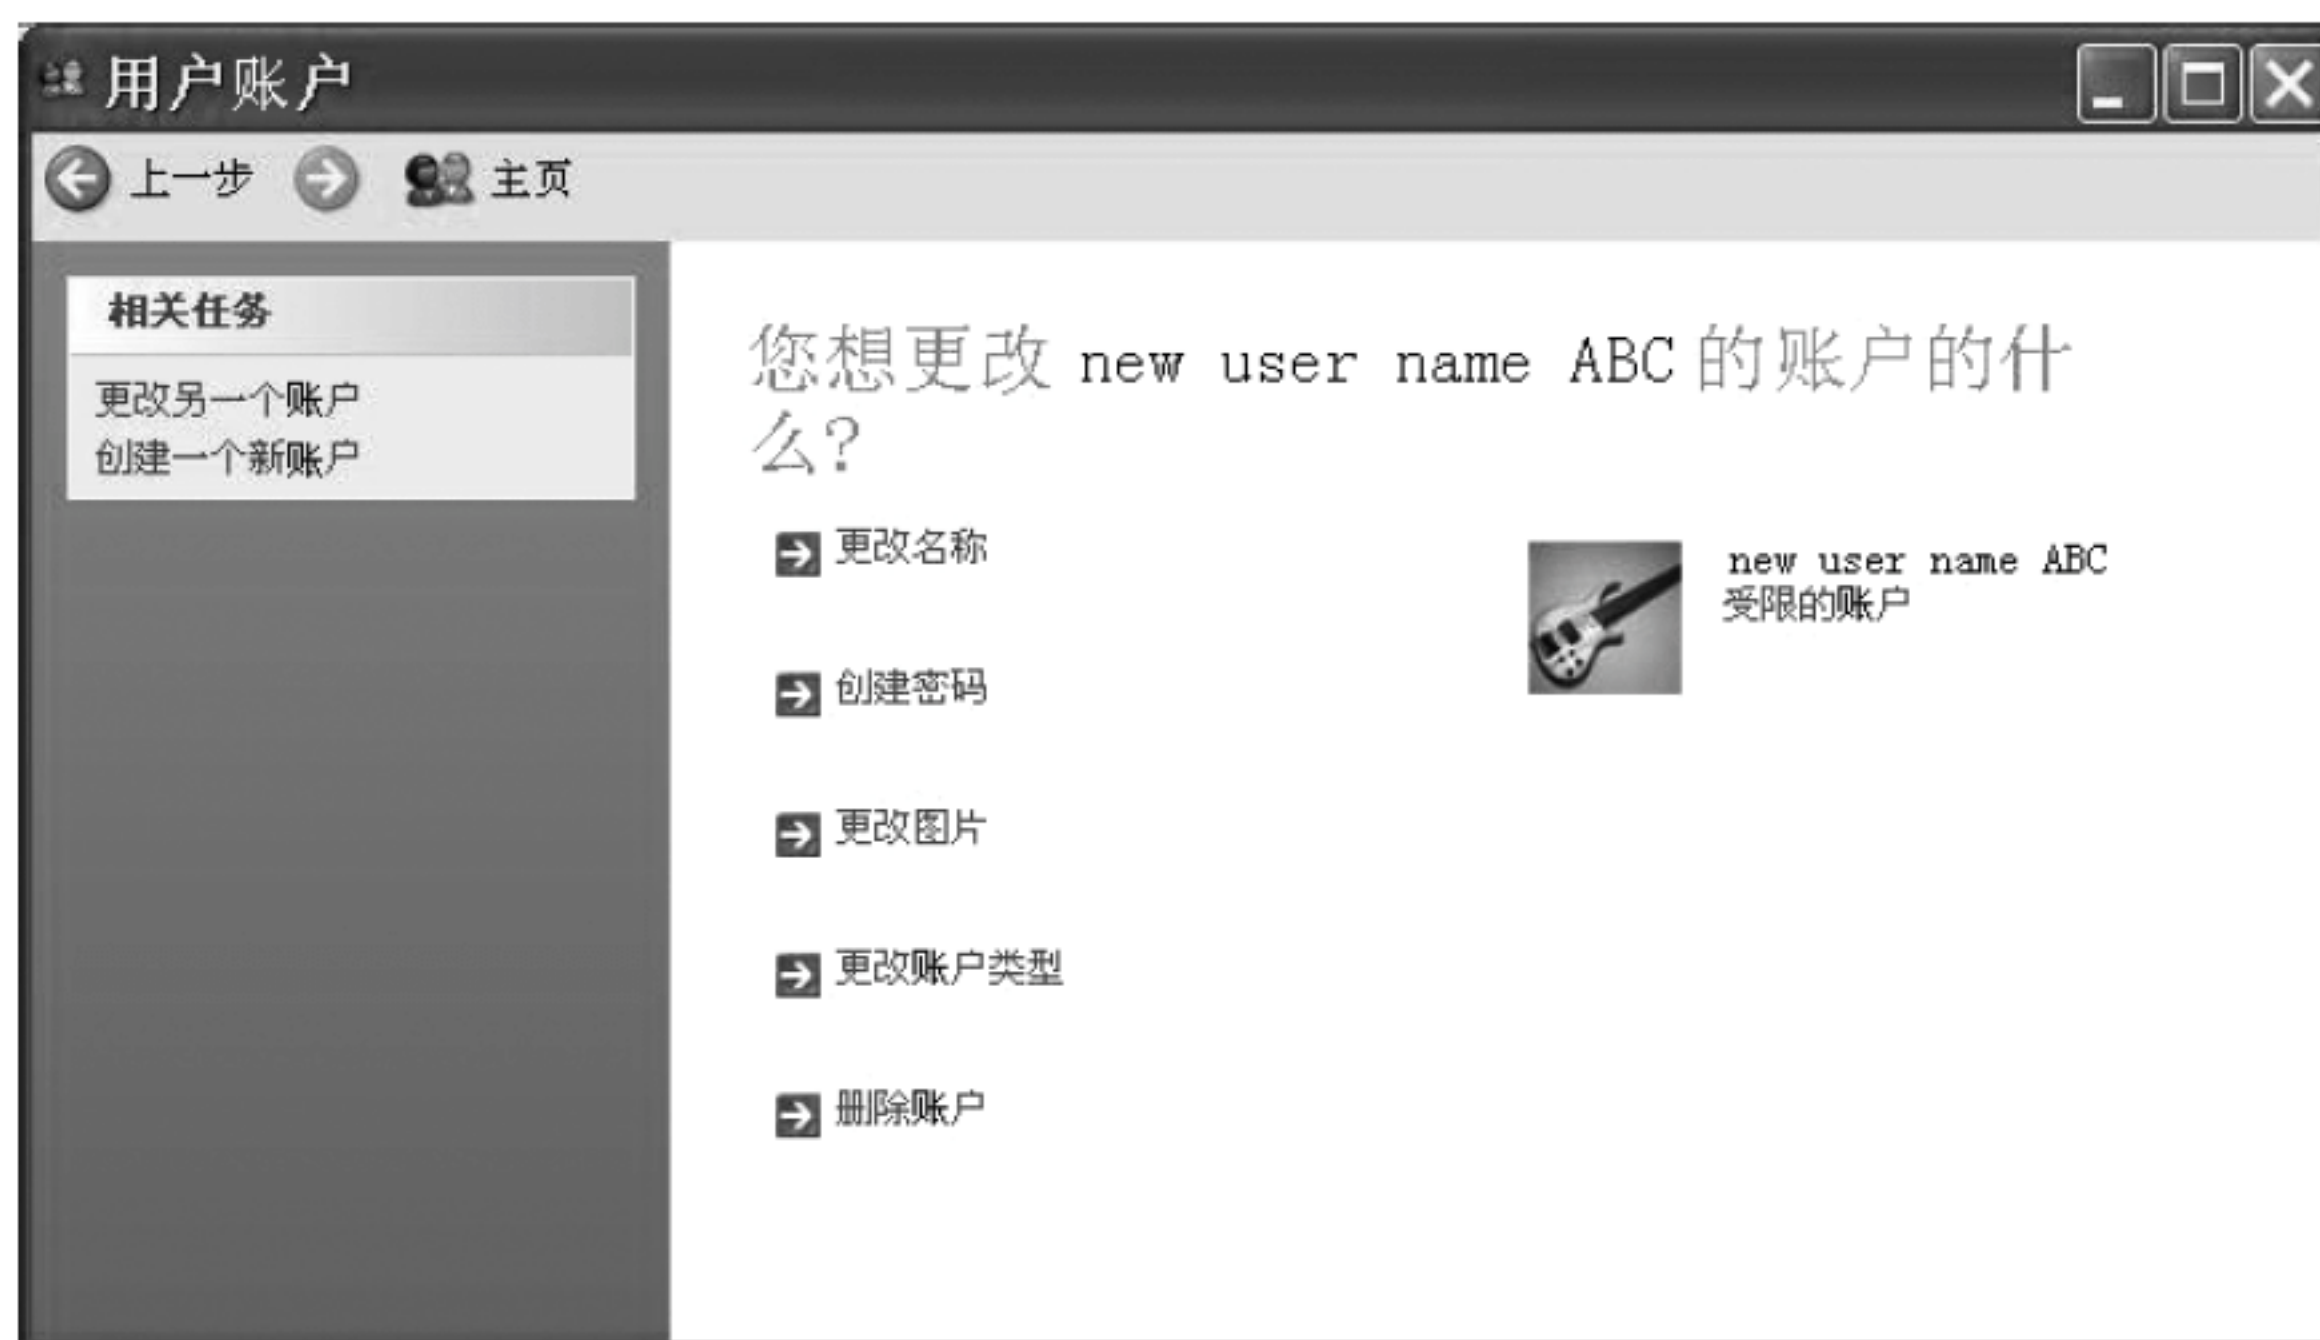 用户账户
上一步 主页
相关任务
更改另一个账户
创建一个新账户
您想更改 new user name ABC 的账户的什
么?
更改名称
new user name ABC
受限的账户
创建密码
更改图片
更改账户类型
删除账户